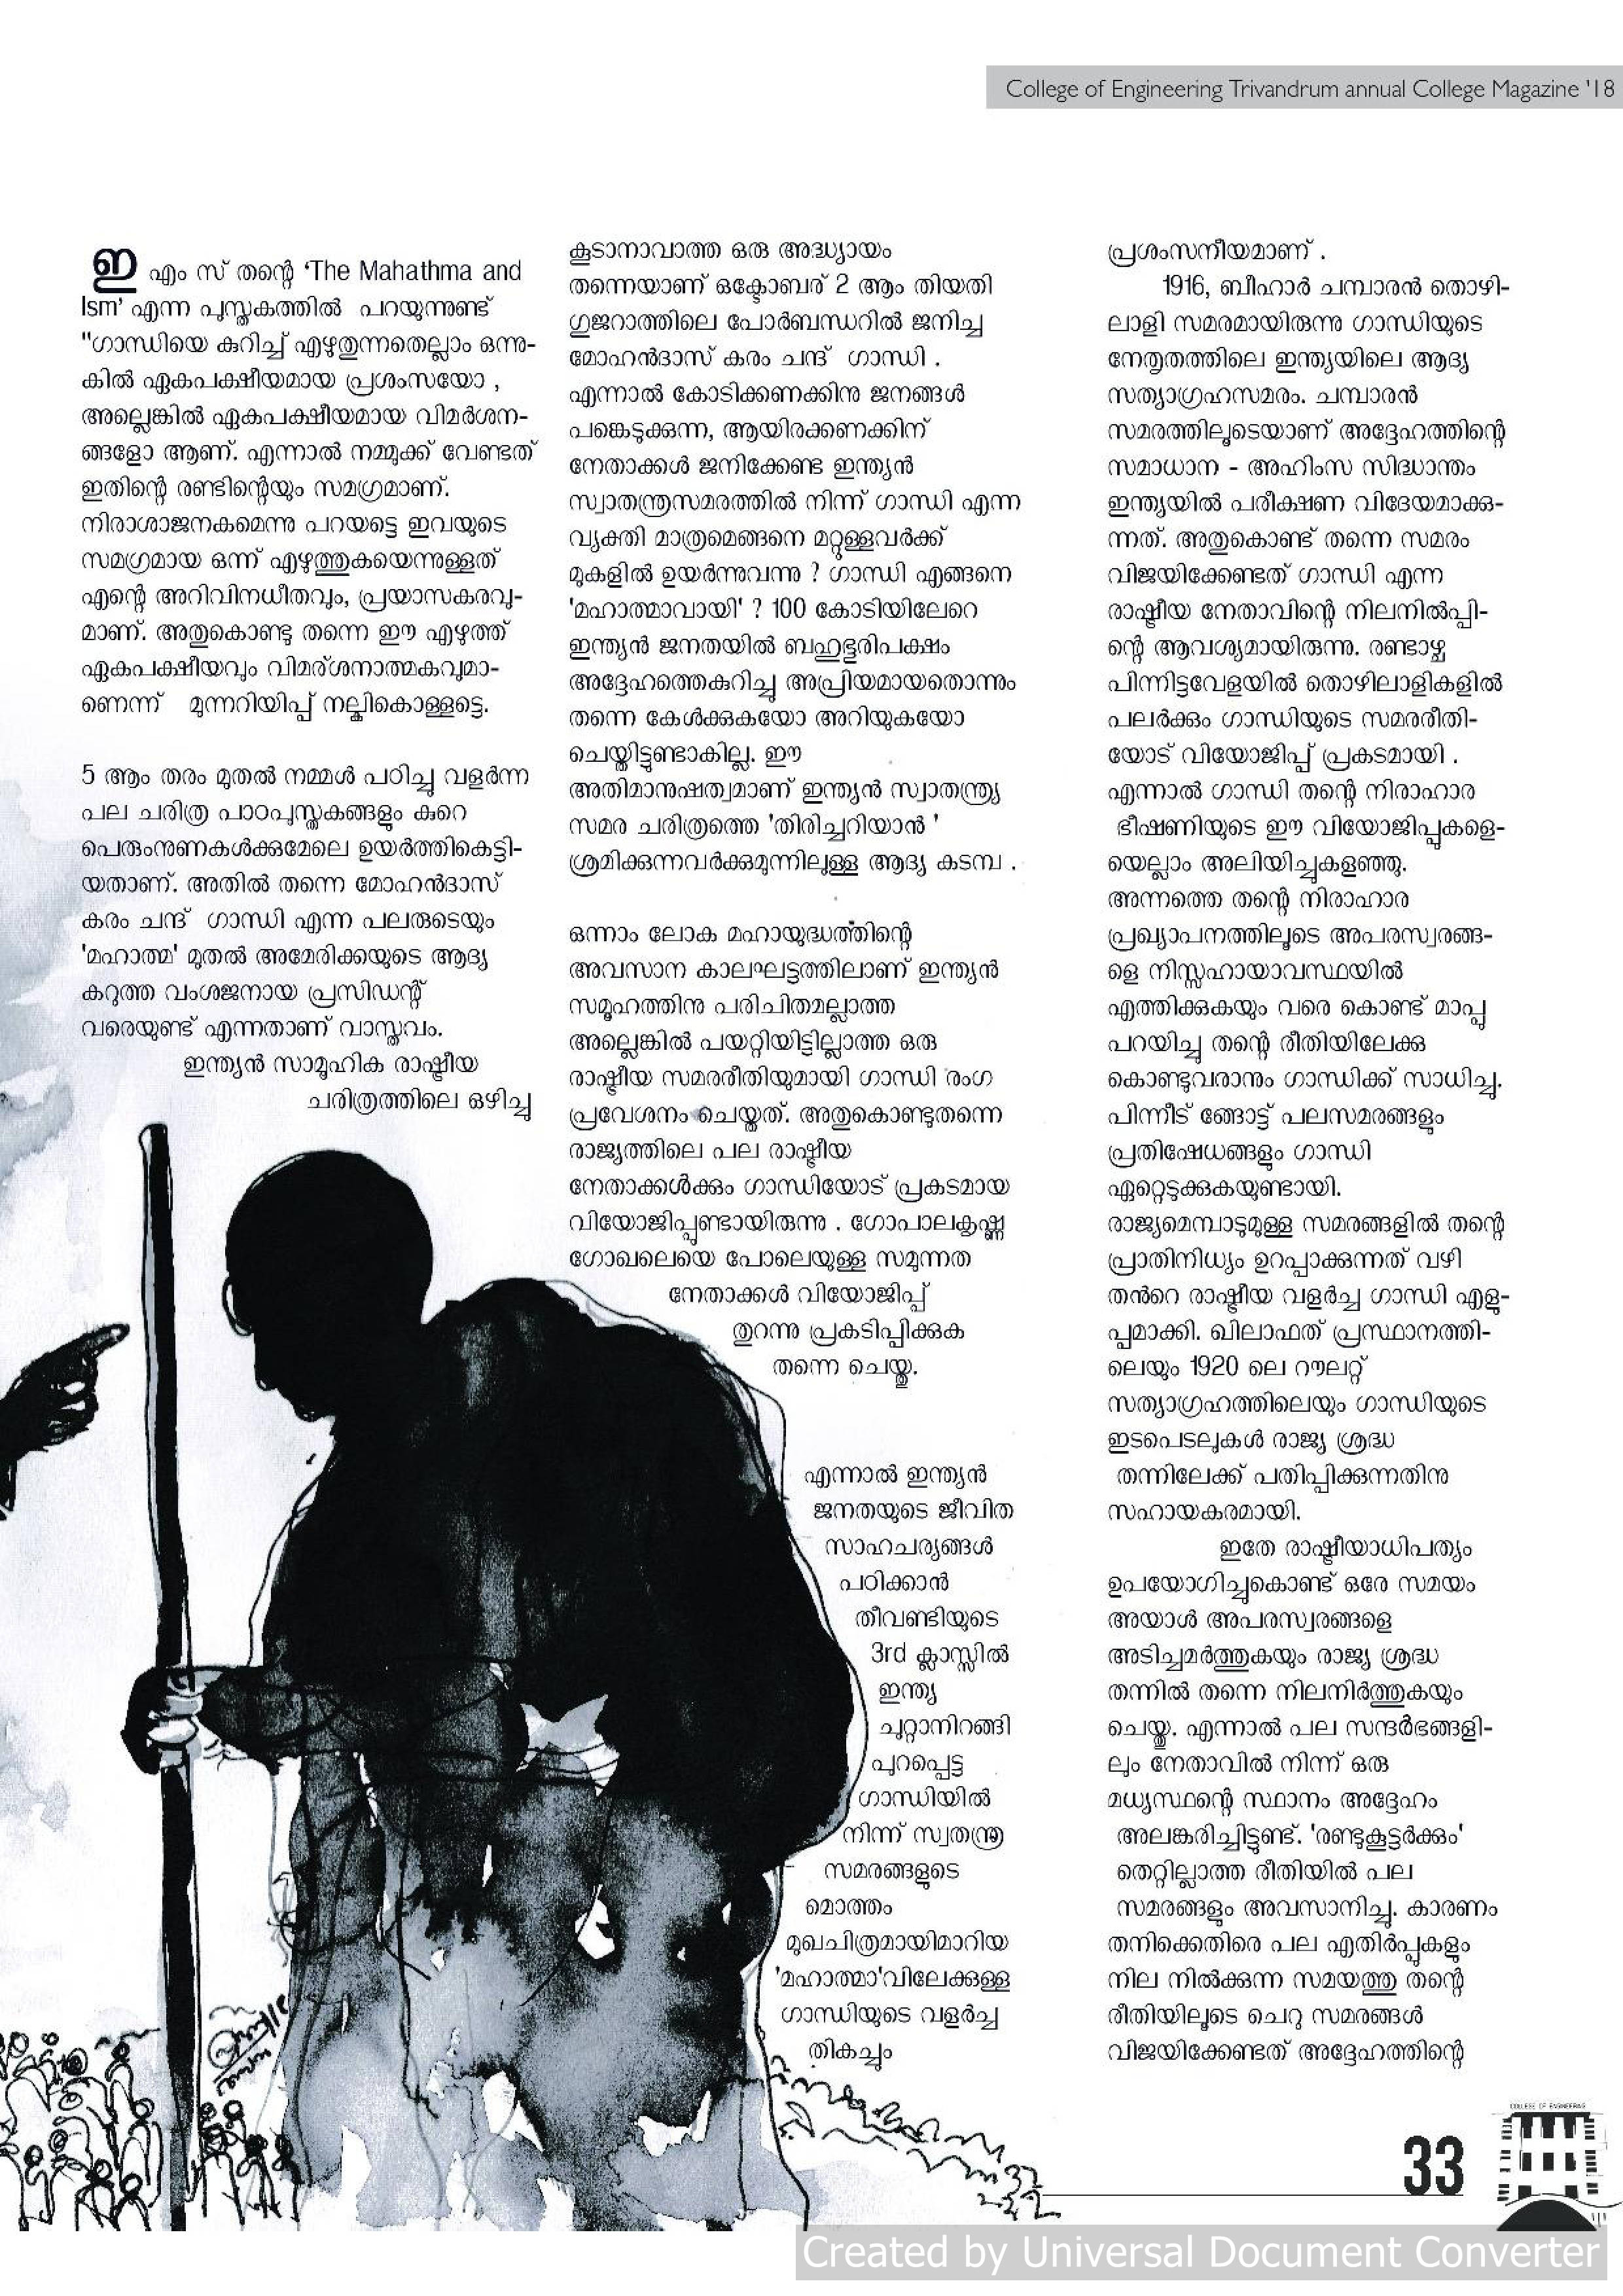 College of Engineering Trivandrum annual College Magazine '18
ഇ എം സ് തന്റെ ‘The Mahathma and
Ism’ എന്ന പുസ്തകത്തിൽ പറയുന്നുണ്ട്
"ഗാന്ധിയെ കുറിച്ച് എഴുതുന്നതെല്ലാം ഒന്നു-
കിൽ ഏകപക്ഷീയമായ പ്രശംസയോ ,
അല്ലെങ്കിൽ ഏകപക്ഷീയമായ വിമർശന-
ങ്ങളോ ആണ്. എന്നാൽ നമ്മുക്ക് വേണ്ടത്
ഇതിന്റെ രണ്ടിന്റെയും സമഗ്രമാണ്.
നിരാശാജനകമെന്നു പറയട്ടെ ഇവയുടെ
സമഗ്രമായ ഒന്ന് എഴുത്തുകയെന്നുള്ളത്
എന്റെ അറിവിനധീതവും, പ്രയാസകരവു-
മാണ്. അതുകൊണ്ടു തന്നെ ഈ എഴുത്ത്
ഏകപക്ഷീയവും വിമര്ശനാത്മകവുമാ-
ണെന്ന് മുന്നറിയിപ്പ് നല്കികൊള്ളട്ടെ.
5 ആം തരം മുതൽ നമ്മൾ പഠിച്ചു വളർന്ന
പല ചരിത്ര പാഠപുസ്തകങ്ങളും കുറെ
പെരുംനുണകൾക്കുമേലെ ഉയർത്തികെട്ടി-
യതാണ്. അതിൽ തന്നെ മോഹൻദാസ്
കരം ചന്ദ് ഗാന്ധി എന്ന പലരുടെയും
'മഹാത്മ' മുതൽ അമേരിക്കയുടെ ആദ്യ
കറുത്ത വംശജനായ പ്രസിഡന്റ്
വരെയുണ്ട് എന്നതാണ് വാസ്തവം.
ഇന്ത്യൻ സാമൂഹിക രാഷ്ട്രീയ
ചരിത്രത്തിലെ ഒഴിച്ചു
കൂടാനാവാത്ത ഒരു അദ്ധ്യായം
തന്നെയാണ് ഒക്ടോബര് 2 ആം തിയതി
ഗുജറാത്തിലെ പോർബന്ധറിൽ ജനിച്ച
മോഹൻദാസ് കരം ചന്ദ് ഗാന്ധി .
എന്നാൽ കോടിക്കണക്കിനു ജനങ്ങൾ
പങ്കെടുക്കുന്ന, ആയിരക്കണക്കിന്
നേതാക്കൾ ജനിക്കേണ്ട ഇന്ത്യൻ
സ്വാതന്ത്രസമരത്തിൽ നിന്ന് ഗാന്ധി എന്ന
വ്യക്തി മാത്രമെങ്ങനെ മറ്റുള്ളവർക്ക്
മുകളിൽ ഉയർന്നുവന്നു ? ഗാന്ധി എങ്ങനെ
'മഹാത്മാവായി' ? 100 കോടിയിലേറെ
ഇന്ത്യൻ ജനതയിൽ ബഹുഭൂരിപക്ഷം
അദ്ദേഹത്തെകുറിച്ചു അപ്രിയമായതൊന്നും
തന്നെ കേൾക്കുകയോ അറിയുകയോ
ചെയ്തിട്ടുണ്ടാകില്ല. ഈ
അതിമാനുഷത്വമാണ് ഇന്ത്യൻ സ്വാതന്ത്ര്യ
സമര ചരിത്രത്തെ 'തിരിച്ചറിയാൻ '
ശ്രമിക്കുന്നവർക്കുമുന്നിലുള്ള ആദ്യ കടമ്പ .
ഒന്നാം ലോക മഹായുദ്ധത്തിന്റെ
അവസാന കാലഘട്ടത്തിലാണ് ഇന്ത്യൻ
സമൂഹത്തിനു പരിചിതമല്ലാത്ത
അല്ലെങ്കിൽ പയറ്റിയിട്ടില്ലാത്ത ഒരു
രാഷ്ട്രീയ സമരരീതിയുമായി ഗാന്ധി രംഗ
പ്രവേശനം ചെയ്തത്. അതുകൊണ്ടുതന്നെ
രാജ്യത്തിലെ പല രാഷ്ട്രീയ
നേതാക്കൾക്കും ഗാന്ധിയോട് പ്രകടമായ
വിയോജിപ്പുണ്ടായിരുന്നു . ഗോപാലകൃഷ്ണ
ഗോഖലെയെ പോലെയുള്ള സമുന്നത
നേതാക്കൾ വിയോജിപ്പ്
തുറന്നു പ്രകടിപ്പിക്കുക
തന്നെ ചെയ്തു.
എന്നാൽ ഇന്ത്യൻ
ജനതയുടെ ജീവിത
സാഹചര്യങ്ങൾ
പഠിക്കാൻ
തീവണ്ടിയുടെ
3rd ക്ലാസ്സിൽ
ഇന്ത്യ
ചുറ്റാനിറങ്ങി
പുറപ്പെട്ട
ഗാന്ധിയിൽ
നിന്ന് സ്വതന്ത്ര
സമരങ്ങളുടെ
മൊത്തം
മുഖചിത്രമായിമാറിയ
'മഹാത്മാ'വിലേക്കുള്ള
ഗാന്ധിയുടെ വളർച്ച
തികച്ചും
പ്രശംസനീയമാണ് .
1916, ബീഹാർ ചമ്പാരൻ തൊഴി-
ലാളി സമരമായിരുന്നു ഗാന്ധിയുടെ
നേതൃതത്തിലെ ഇന്ത്യയിലെ ആദ്യ
സത്യാഗ്രഹസമരം. ചമ്പാരൻ
സമരത്തിലൂടെയാണ് അദ്ദേഹത്തിന്റെ
സമാധാന - അഹിംസ സിദ്ധാന്തം
ഇന്ത്യയിൽ പരീക്ഷണ വിദേയമാക്കു-
ന്നത്. അതുകൊണ്ട് തന്നെ സമരം
വിജയിക്കേണ്ടത് ഗാന്ധി എന്ന
രാഷ്ട്രീയ നേതാവിന്റെ നിലനിൽപ്പി-
ന്റെ ആവശ്യമായിരുന്നു. രണ്ടാഴ്ച
പിന്നിട്ടവേളയിൽ തൊഴിലാളികളിൽ
പലർക്കും ഗാന്ധിയുടെ സമരരീതി-
യോട് വിയോജിപ്പ് പ്രകടമായി .
എന്നാൽ ഗാന്ധി തന്റെ നിരാഹാര
ഭീഷണിയുടെ ഈ വിയോജിപ്പുകളെ-
യെല്ലാം അലിയിച്ചുകളഞ്ഞു.
അന്നത്തെ തന്റെ നിരാഹാര
പ്രഖ്യാപനത്തിലൂടെ അപരസ്വരങ്ങ-
ളെ നിസ്സഹായാവസ്ഥയിൽ
എത്തിക്കുകയും വരെ കൊണ്ട് മാപ്പു
പറയിച്ചു തന്റെ രീതിയിലേക്കു
കൊണ്ടുവരാനും ഗാന്ധിക്ക് സാധിച്ചു.
പിന്നീട് ങ്ങോട്ട് പലസമരങ്ങളും
പ്രതിഷേധങ്ങളും ഗാന്ധി
ഏറ്റെടുക്കുകയുണ്ടായി.
രാജ്യമെമ്പാടുമുള്ള സമരങ്ങളിൽ തന്റെ
പ്രാതിനിധ്യം ഉറപ്പാക്കുന്നത് വഴി
തൻറെ രാഷ്ട്രീയ വളർച്ച ഗാന്ധി എളു-
പ്പമാക്കി. ഖിലാഫത് പ്രസ്ഥാനത്തി-
ലെയും 1920 ലെ റൗലറ്റ്
സത്യാഗ്രഹത്തിലെയും ഗാന്ധിയുടെ
ഇടപെടലുകൾ രാജ്യ ശ്രദ്ധ
തന്നിലേക്ക് പതിപ്പിക്കുന്നതിനു
സഹായകരമായി.
ഇതേ രാഷ്ട്രീയാധിപത്യം
ഉപയോഗിച്ചുകൊണ്ട് ഒരേ സമയം
അയാൾ അപരസ്വരങ്ങളെ
അടിച്ചമർത്തുകയും രാജ്യ ശ്രദ്ധ
തന്നിൽ തന്നെ നിലനിർത്തുകയും
ചെയ്തു. എന്നാൽ പല സന്ദർഭങ്ങളി-
ലും നേതാവിൽ നിന്ന് ഒരു
മധ്യസ്ഥന്റെ സ്ഥാനം അദ്ദേഹം
അലങ്കരിച്ചിട്ടുണ്ട്. 'രണ്ടുകൂട്ടർക്കും'
തെറ്റില്ലാത്ത രീതിയിൽ പല
സമരങ്ങളും അവസാനിച്ചു. കാരണം
തനിക്കെതിരെ പല എതിർപ്പുകളും
നില നിൽക്കുന്ന സമയത്തു തന്റെ
രീതിയിലൂടെ ചെറു സമരങ്ങൾ
വിജയിക്കേണ്ടത് അദ്ദേഹത്തിന്റെ
COLLEGE OF ENGINEERING
33
Created by Universal Document Converter